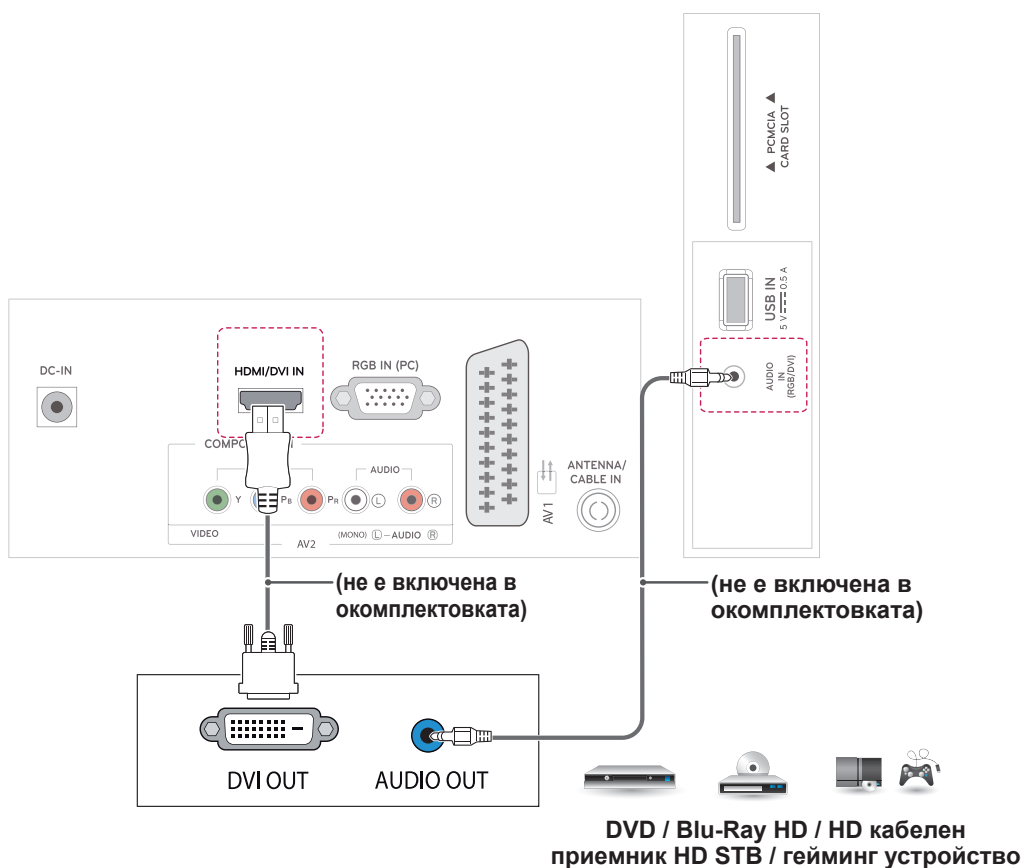 ▲ PCMCIA ▲
CARD SLOT
USB IN
5 V 0.5 A
AUDIO
IN
(RGB/DVI)
DC-IN
HDMI/DVI IN
RGB IN (PC)
ANTENNA/
CABLE IN
AV1
AUDIO
Y
PB
PR
L
R
VIDEO
AV2
(MONO) L – AUDIO R
(не е включена в
окомплектовката)
(не е включена в
окомплектовката)
DVI OUT
AUDIO OUT
DVD / Blu-Ray HD / HD кабелен
приемник HD STB / гейминг устройство